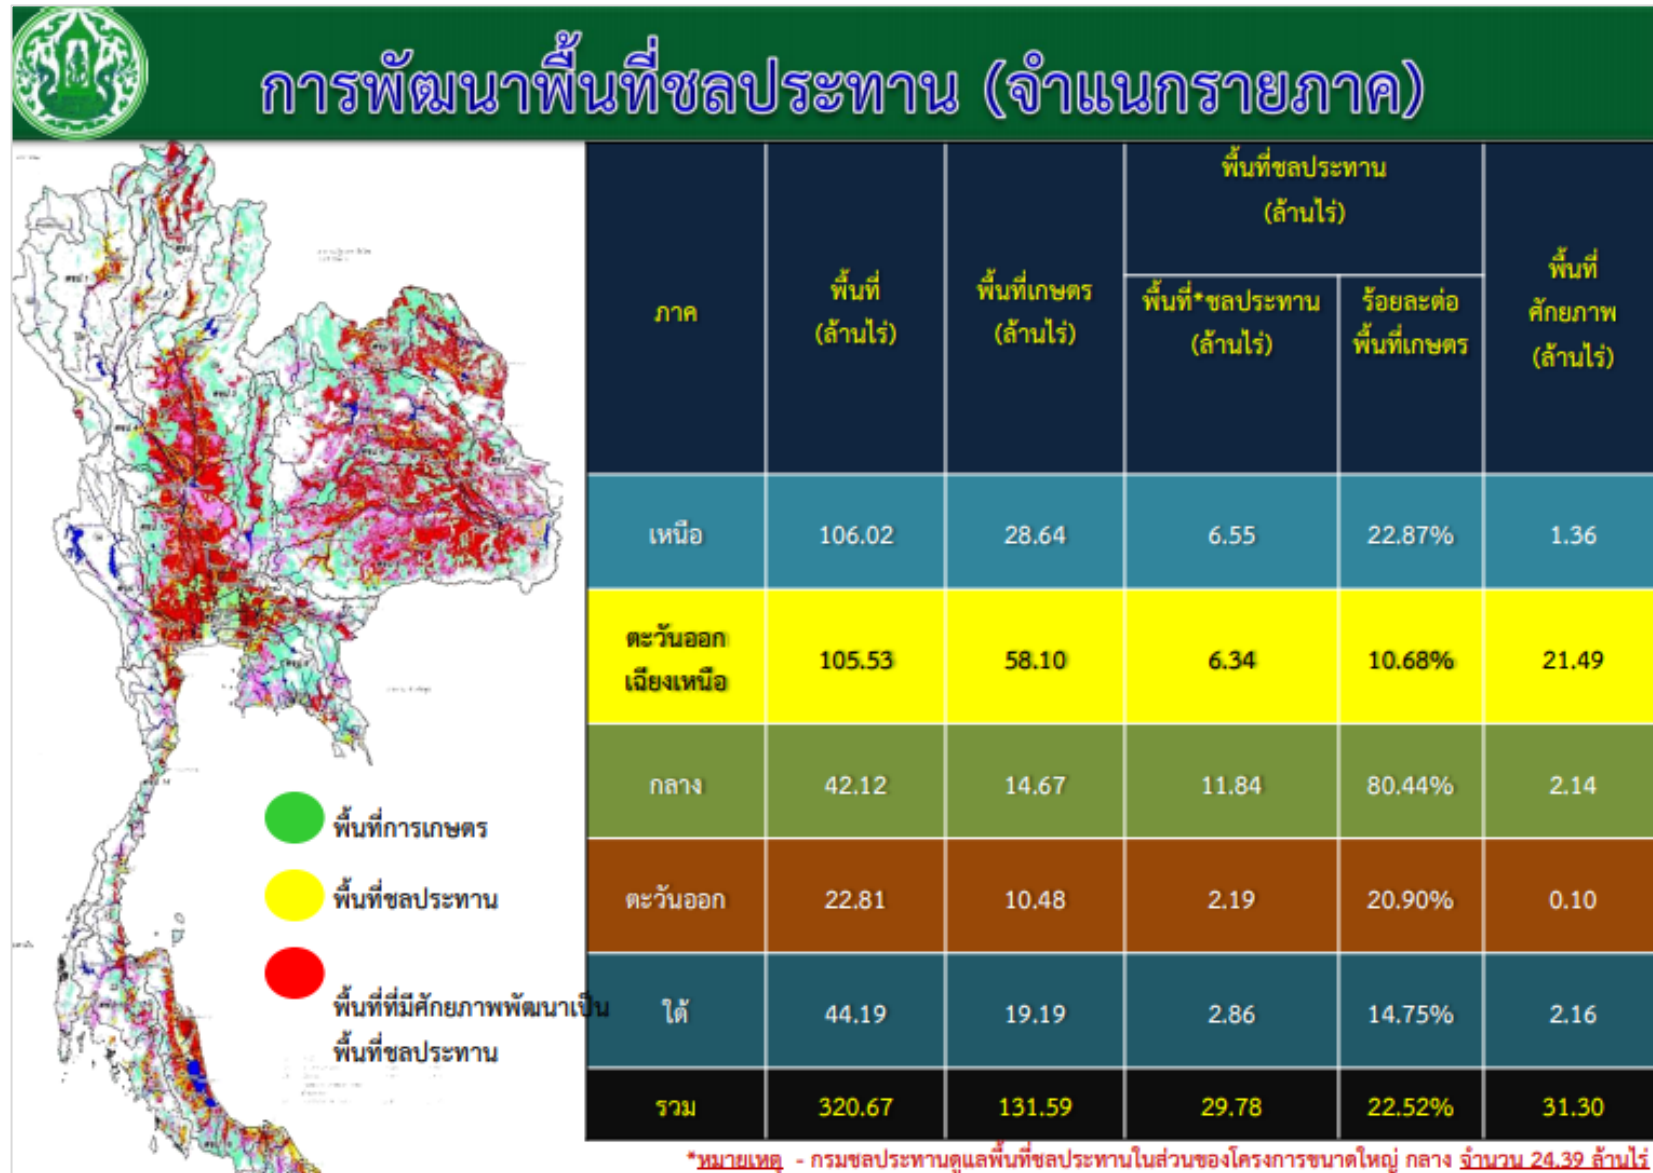 การพัฒนาพื้นที่ชลประทาน (จำแนกรายภาค)
ภาค
พื้นที่
(ล้านไร่)
พื้นที่เกษตร
(ล้านไร่)
พื้นที่ชลประทาน
(ล้านไร่)
พื้นที่*ชลประทาน
(ล้านไร่)
ร้อยละต่อ
พื้นที่เกษตร
พื้นที่
ศักยภาพ
(ล้านไร่)
เหนือ 106.02 28.64 6.55 22.87% 1.36
ตะวันออก
เฉียงเหนือ 105.53 58.10 6.34 10.68% 21.49
กลาง 42.12 14.67 11.84 80.44% 2.14
ตะวันออก 22.81 10.48 2.19 20.90% 0.10
ใต้ 44.19 19.19 2.86 14.75% 2.16
รวม 320.67 131.59 29.78 22.52% 31.30
พื้นที่การเกษตร
พื้นที่ชลประทาน
พื้นที่ที่มีศักยภาพพัฒนาเป็น
พื้นที่ชลประทาน
*หมายเหตุ - กรมชลประทานดูแลพื้นที่ชลประทานในส่วนของโครงการขนาดใหญ่ กลาง จำนวน 24.39 ล้านไร่